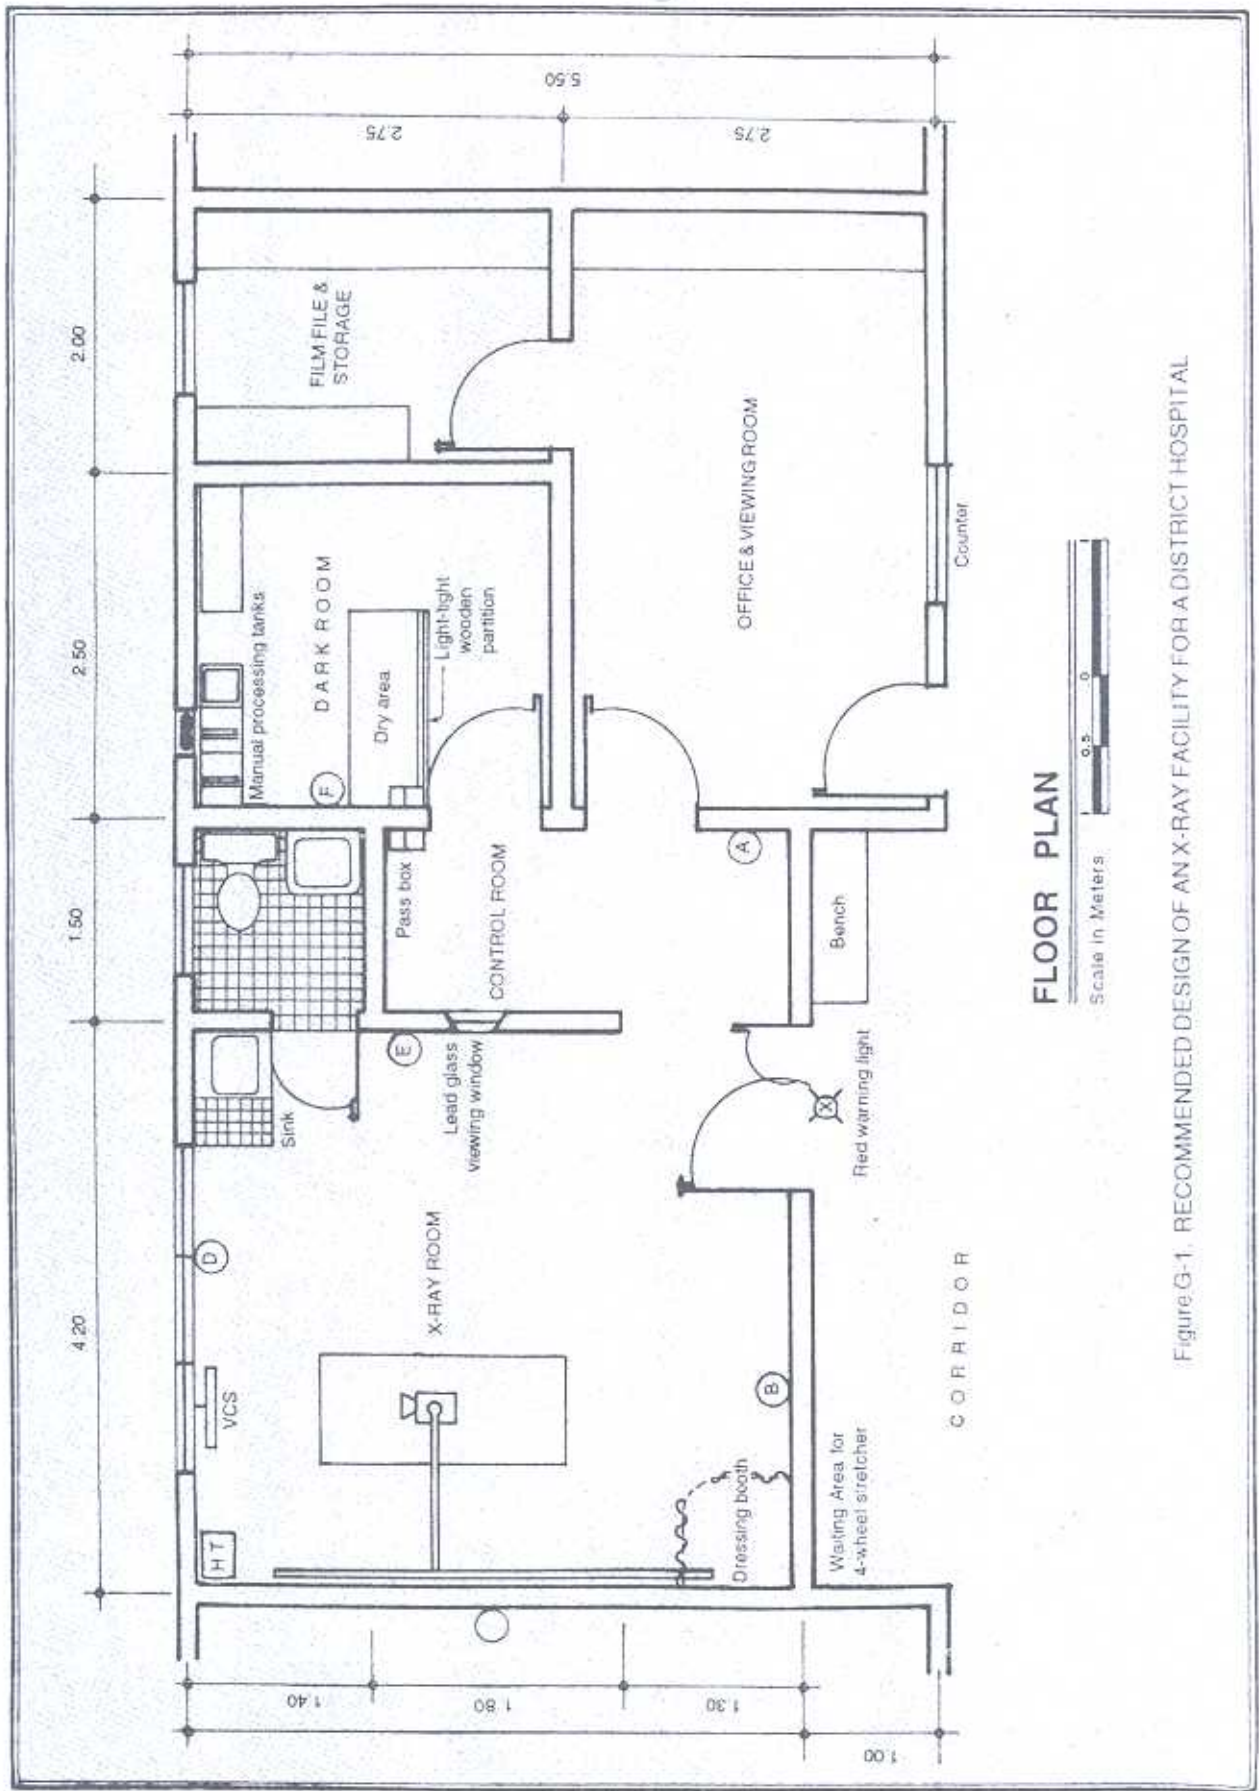 4.20
1.50
2.50
2.00
HT
VCS
D
Sink
Manual processing tanks
F
DARK ROOM
Dry area
Light-tight
wooden
partition
FILM FILE &
STORAGE
X-RAY ROOM
E
Lead glass
viewing window
Pass box
CONTROL ROOM
A
B
Dressing booth
OFFICE & VIEWING ROOM
Waiting Area for
4-wheel stretcher
X
Red warning light
Bench
Counter
CORRIDOR
1.40
1.80
1.30
1.00
2.75
2.75
5.50
FLOOR PLAN
Scale in Meters
1
0.5
0
1
Figure G-1. RECOMMENDED DESIGN OF AN X-RAY FACILITY FOR A DISTRICT HOSPITAL